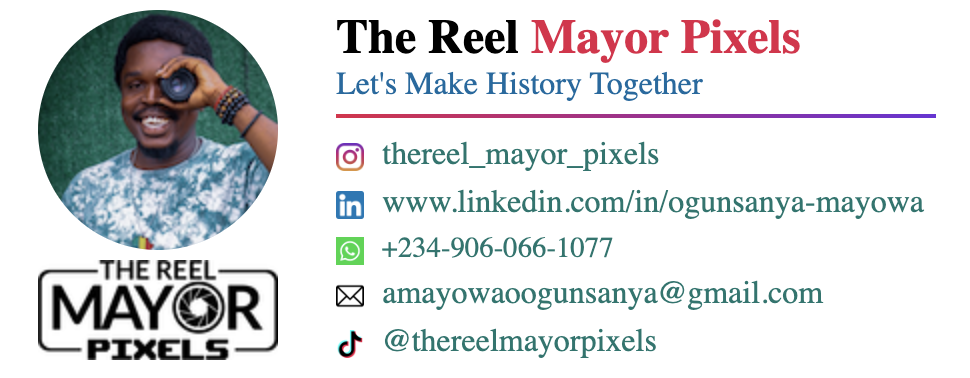 The Reel Mayor Pixels
Let's Make History Together
thereel_mayor_pixels
www.linkedin.com/in/ogunsanya-mayowa
+234-906-066-1077
amayowaoogunsanya@gmail.com
@thereelmayorpixels
THE REEL
MAYOR
PIXELS